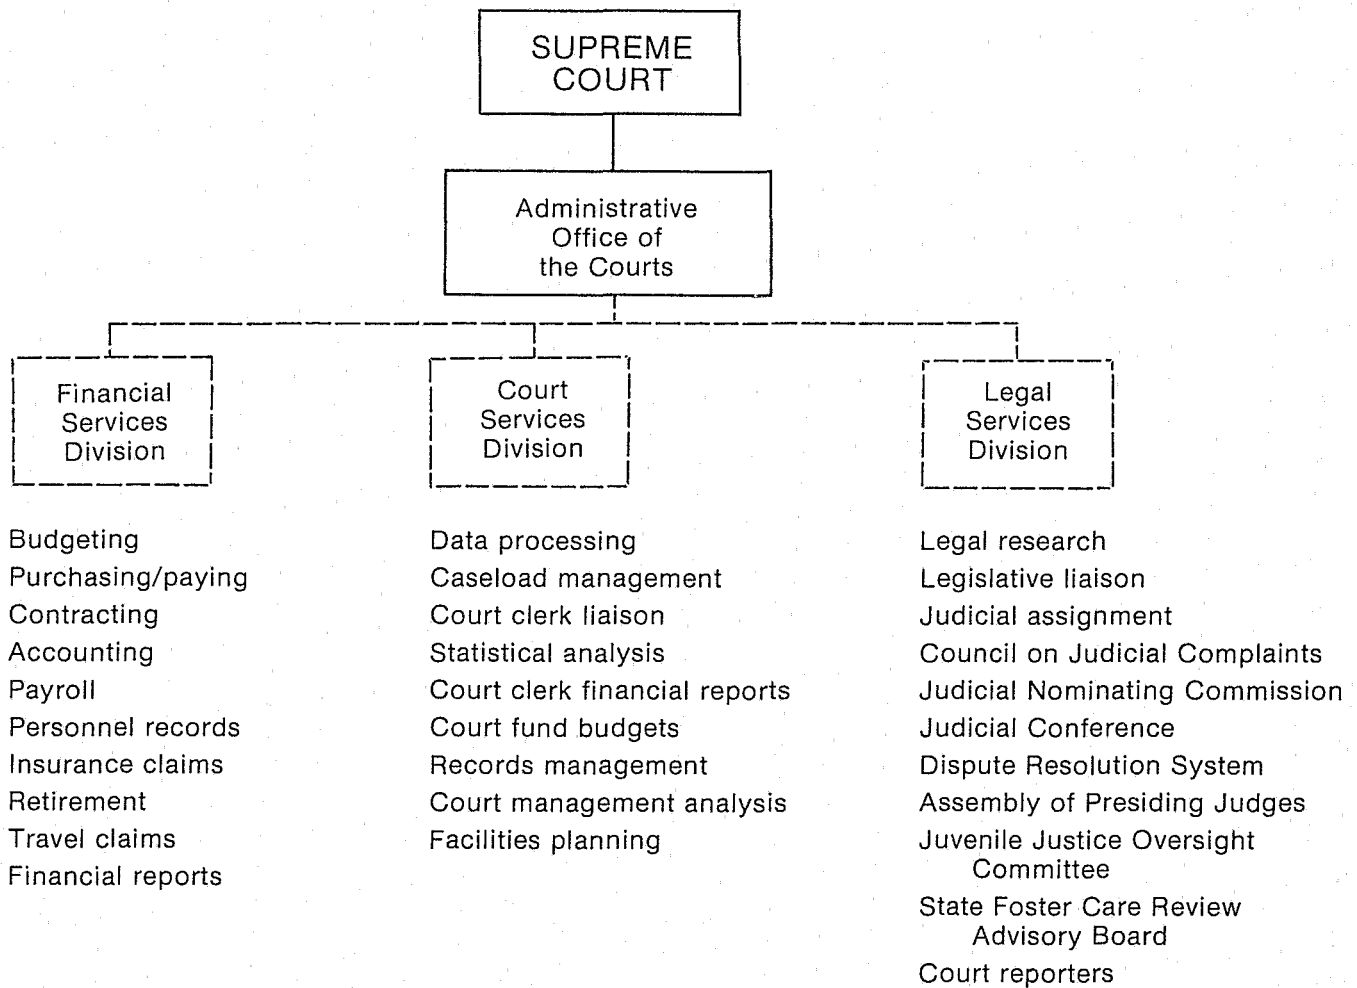 SUPREME
COURT
Administrative
Office of
the Courts
Financial
Services
Division
Court
Services
Division
Legal
Services
Division
Budgeting
Purchasing/paying
Contracting
Accounting
Payroll
Personnel records
Insurance claims
Retirement
Travel claims
Financial reports
Data processing
Caseload management
Court clerk liaison
Statistical analysis
Court clerk financial reports
Court fund budgets
Records management
Court management analysis
Facilities planning
Legal research
Legislative liaison
Judicial assignment
Council on Judicial Complaints
Judicial Nominating Commission
Judicial Conference
Dispute Resolution System
Assembly of Presiding Judges
Juvenile Justice Oversight
Committee
State Foster Care Review
Advisory Board
Court reporters